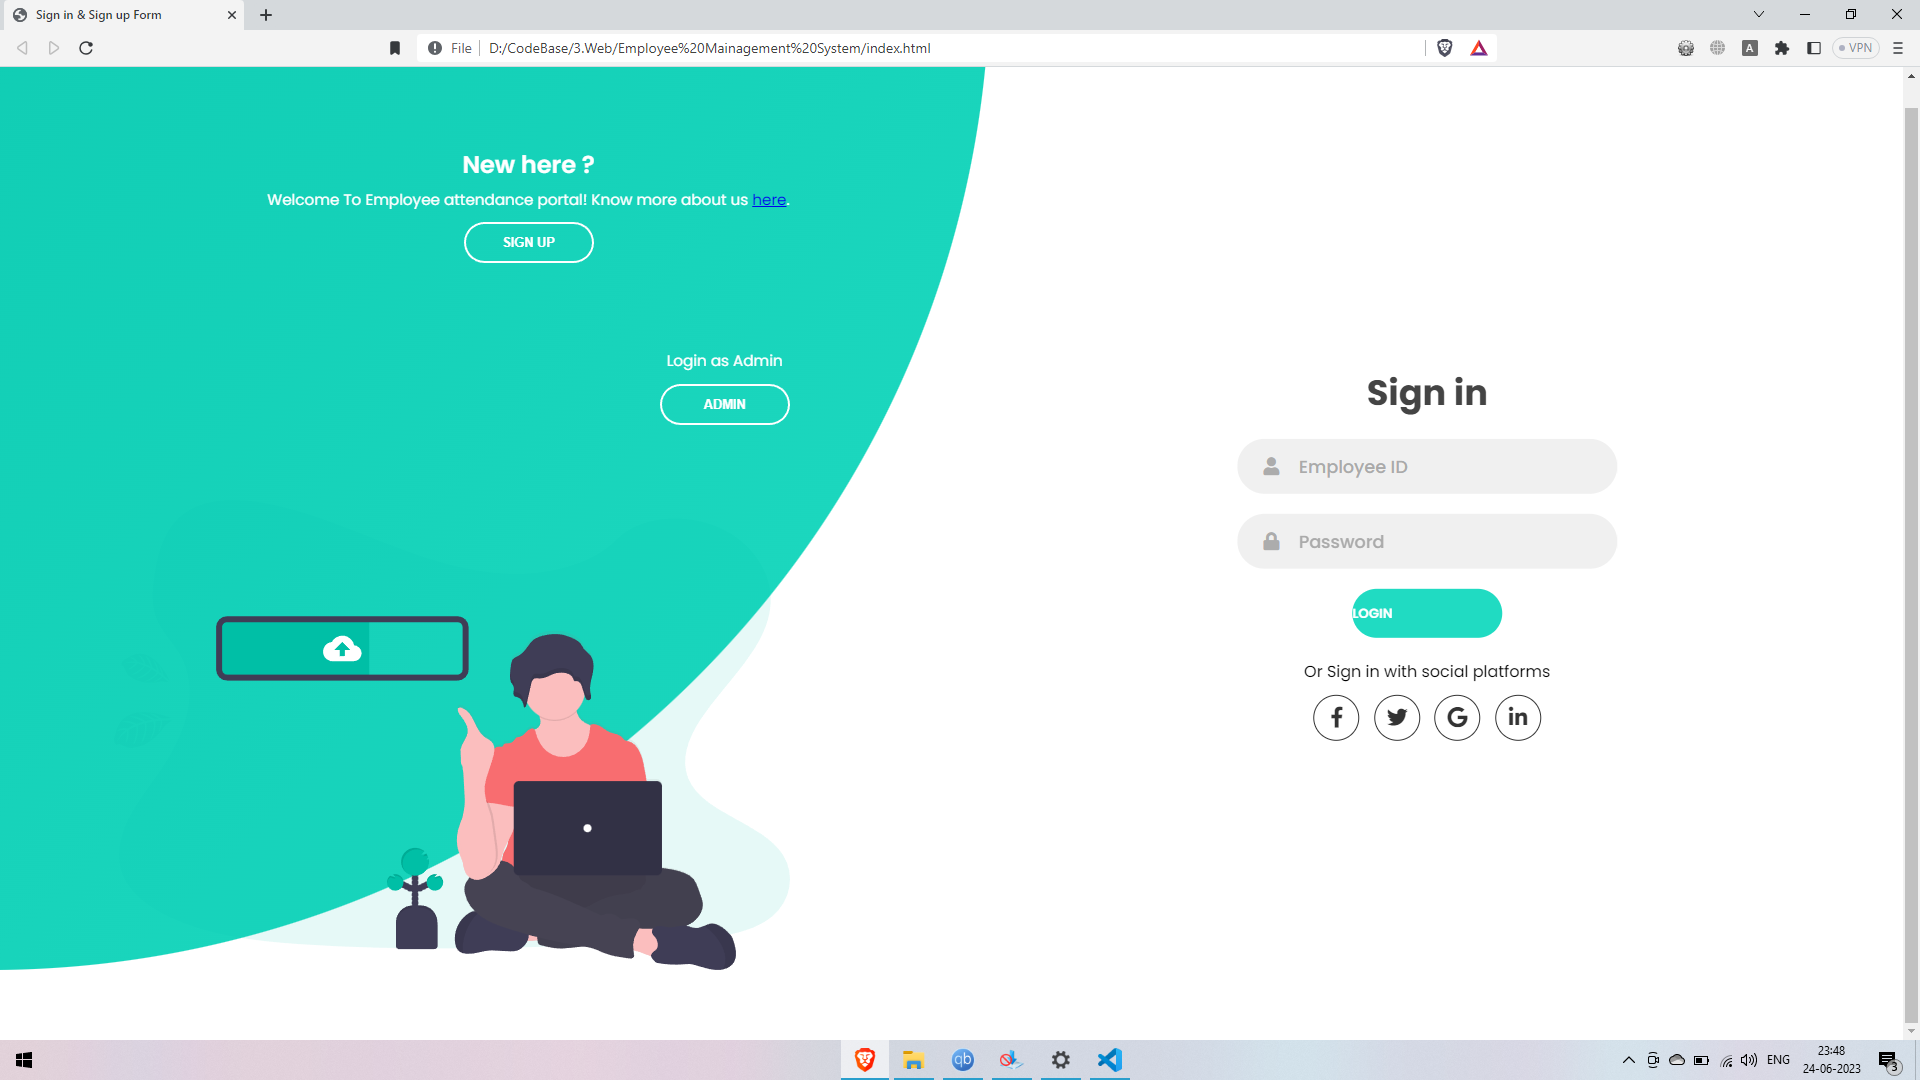 Sign in & Sign up Form
File D:/CodeBase/3.Web/Employee%20Mainagement%20System/index.html
A
VPN
New here ?
Welcome To Employee attendance portal! Know more about us here.
SIGN UP
Login as Admin
ADMIN
Sign in
Employee ID
Password
LOGIN
Or Sign in with social platforms
qb
ENG
23:48
24-06-2023
3